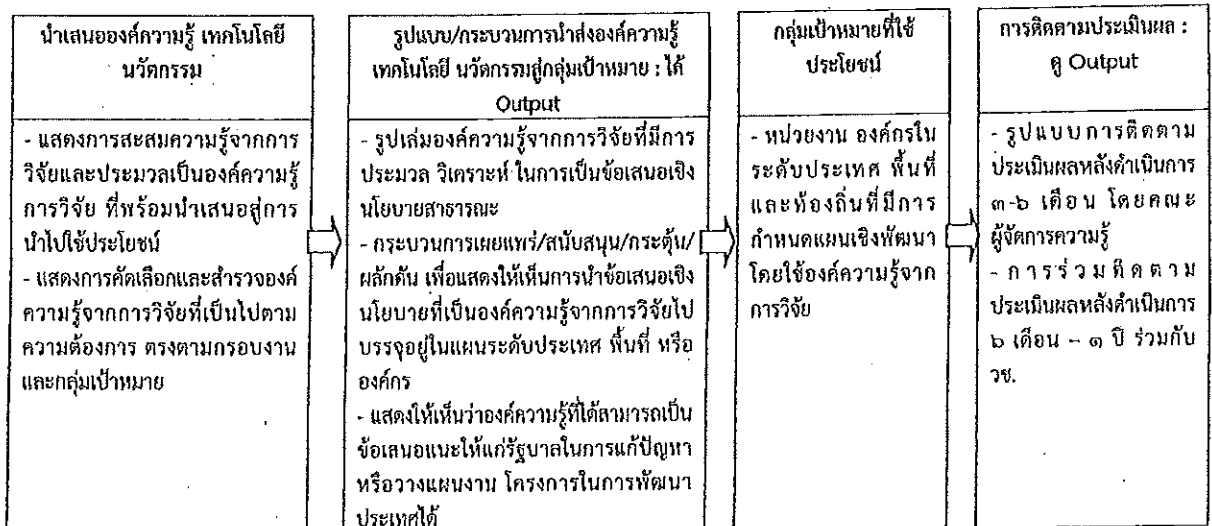 นำเสนอองค์ความรู้ เทคโนโลยี
นวัตกรรม
- แสดงการสะสมความรู้จากการ
วิจัยและประมวลเป็นองค์ความรู้
การวิจัย ที่พร้อมนำเสนอสู่การ
นำไปใช้ประโยชน์
- แสดงการคัดเลือกและสำรวจองค์
ความรู้จากการวิจัยที่เป็นไปตาม
ความต้องการ ตรงตามกรอบงาน
และกลุ่มเป้าหมาย
รูปแบบ/กระบวนการนำส่งองค์ความรู้
เทคโนโลยี นวัตกรรมสู่กลุ่มเป้าหมาย : ได้
Output
- รูปเล่มองค์ความรู้จากการวิจัยที่มีการ
ประมวล วิเคราะห์ ในการเป็นข้อเสนอเชิง
นโยบายสาธารณะ
- กระบวนการเผยแพร่/สนับสนุน/กระตุ้น/
ผลักดัน เพื่อแสดงให้เห็นการนำข้อเสนอเชิง
นโยบายที่เป็นองค์ความรู้จากการวิจัยไป
บรรจุอยู่ในแผนระดับประเทศ พื้นที่ หรือ
องค์กร
- แสดงให้เห็นว่าองค์ความรู้ที่ได้สามารถเป็น
ข้อเสนอแนะให้แก่รัฐบาลในการแก้ปัญหา
หรือวางแผนงาน โครงการในการพัฒนา
ประเทศได้
กลุ่มเป้าหมายที่ใช้
ประโยชน์
- หน่วยงาน องค์กรใน
ระดับประเทศ พื้นที่
และท้องถิ่นที่มีการ
กำหนดแผนเชิงพัฒนา
โดยใช้องค์ความรู้จาก
การวิจัย
การติดตามประเมินผล :
ดู Output
- รูปแบบการติดตาม
ประเมินผลหลังดำเนินการ
๓-๖ เดือน โดยคณะ
ผู้จัดการความรู้
- การร่วมติดตาม
ประเมินผลหลังดำเนินการ
๖ เดือน – ๑ ปี ร่วมกับ
วช.